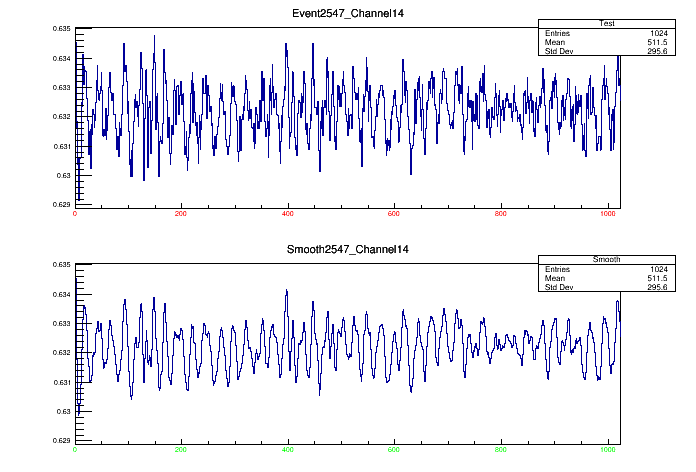 Event2547_Channel14
Test
Entries 1024
Mean 511.5
Std Dev 295.6
0.635
0.634
0.633
0.632
0.631
0.63
0.629
0 200 400 600 800 1000
Smooth2547_Channel14
Smooth
Entries 1024
Mean 511.5
Std Dev 295.6
0.635
0.634
0.633
0.632
0.631
0.63
0.629
0 200 400 600 800 1000